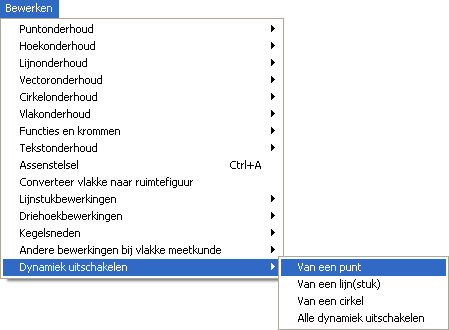 Bewerken
Puntonderhoud
Hoekonderhoud
Lijnonderhoud
Vectoronderhoud
Cirkelonderhoud
Vlakonderhoud
Functies en krommen
Tekstonderhoud
Assenstelsel Ctrl+A
Converteer vlakke naar ruimtefiguur
Lijnstukbewerkingen
Driehoekbewerkingen
Kegelsneden
Andere bewerkingen bij vlakke meetkunde
Dynamiek uitschakelen
Van een punt
Van een lijn(stuk)
Van een cirkel
Alle dynamiek uitschakelen